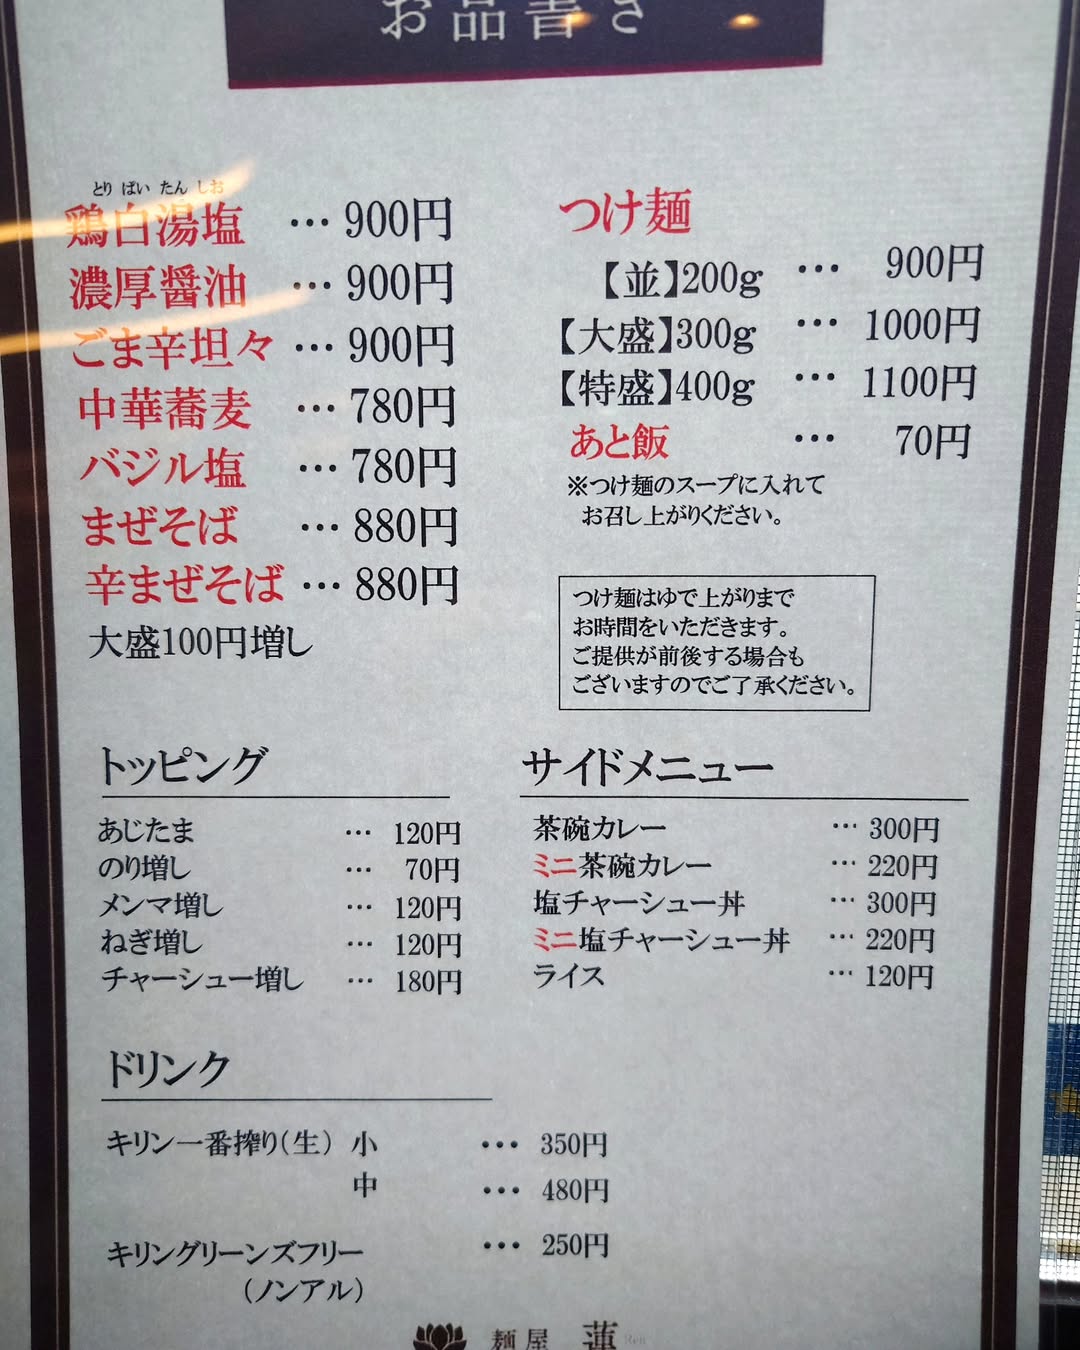 お品書き
とり ぱい たん しお
鶏白湯塩 … 900円
濃厚醤油 … 900円
ごま辛坦々 … 900円
中華蕎麦 … 780円
バジル塩 … 780円
まぜそば … 880円
辛まぜそば … 880円
大盛100円増し
つけ麺
【並】200g … 900円
【大盛】300g … 1000円
【特盛】400g … 1100円
あと飯 … 70円
※つけ麺のスープに入れて
お召し上がりください。
つけ麺はゆで上がりまで
お時間をいただきます。
ご提供が前後する場合も
ございますのでご了承ください。
トッピング
あじたま … 120円
のり増し … 70円
メンマ増し … 120円
ねぎ増し … 120円
チャーシュー増し … 180円
サイドメニュー
茶碗カレー … 300円
ミニ茶碗カレー … 220円
塩チャーシュー丼 … 300円
ミニ塩チャーシュー丼 … 220円
ライス … 120円
ドリンク
キリン一番搾り（生） 小 … 350円
中 … 480円
キリングリーンズフリー … 250円
（ノンアル）
麺屋 蓮 Ren